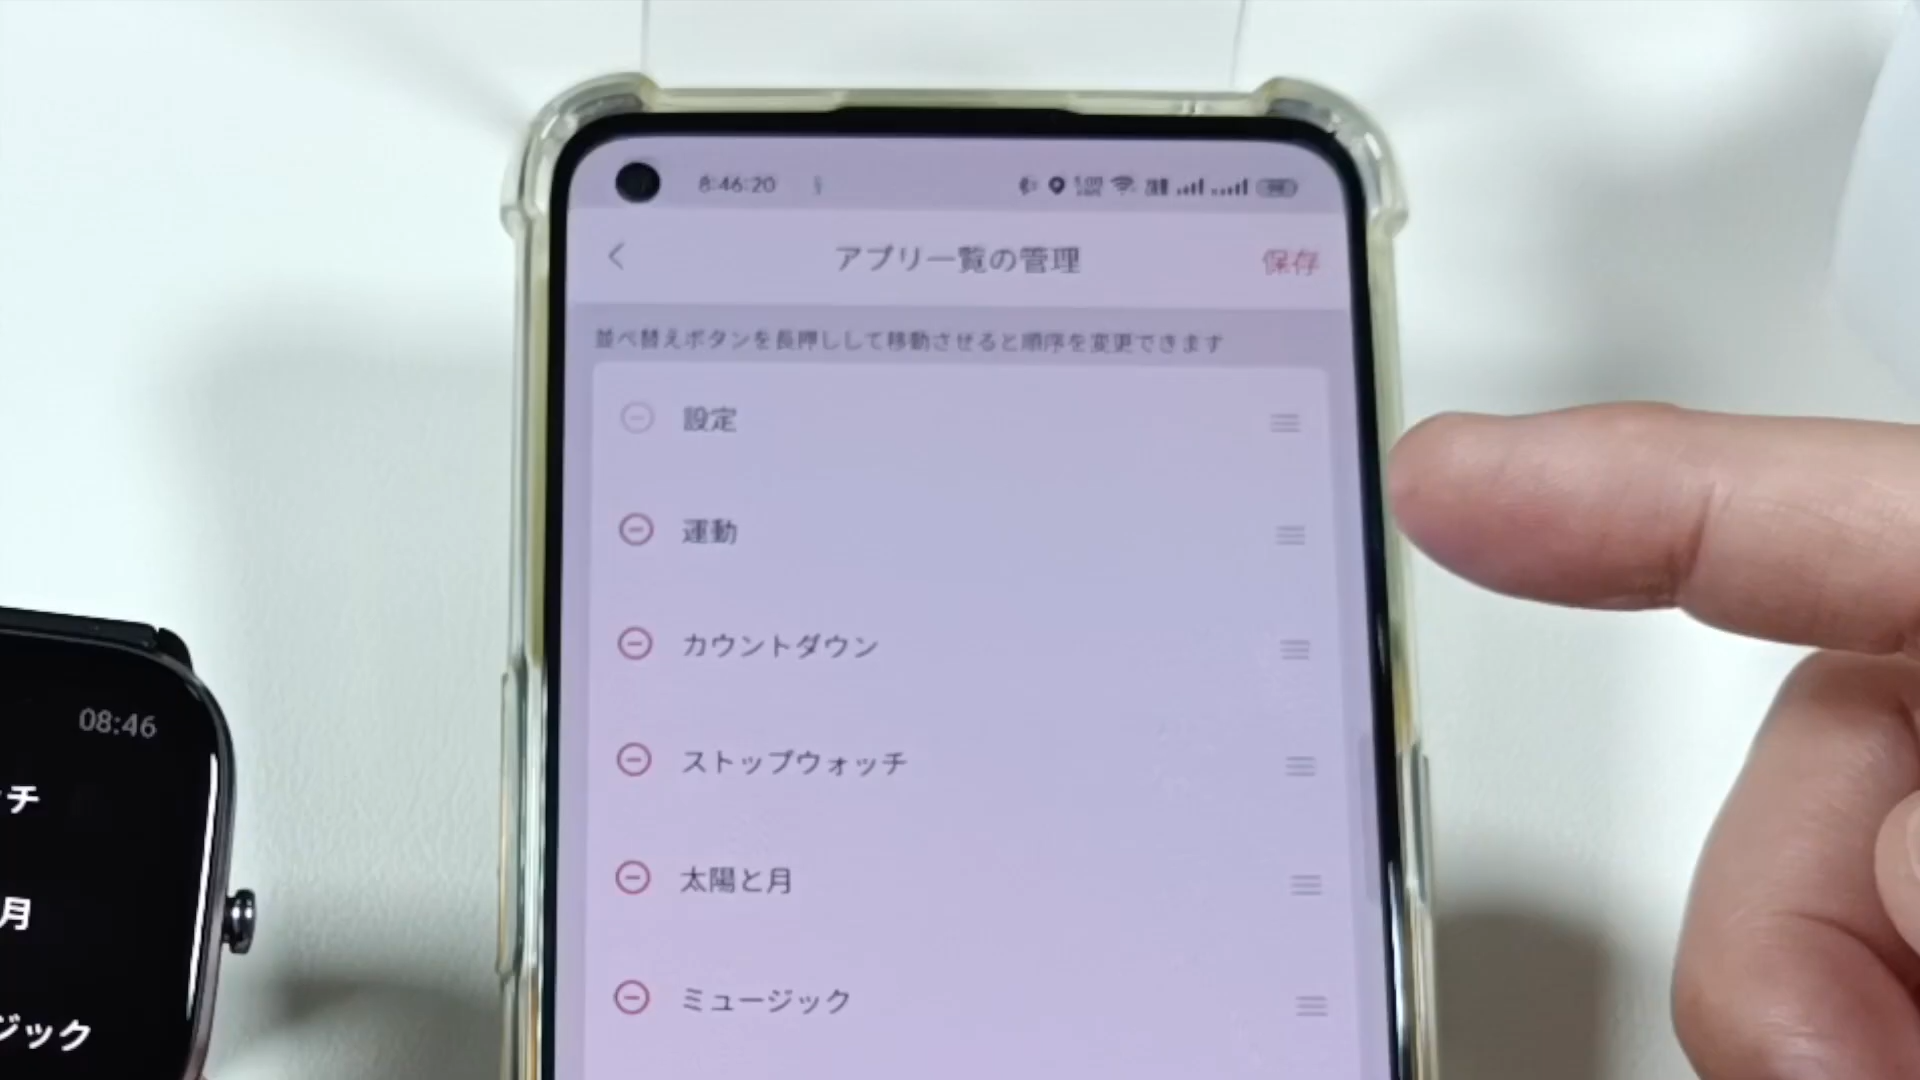 8:46:20
アプリ一覧の管理
保存
並べ替えボタンを長押しして移動させると順序を変更できます
設定
運動
カウントダウン
ストップウォッチ
太陽と月
ミュージック
08:46
チ
月
ジック